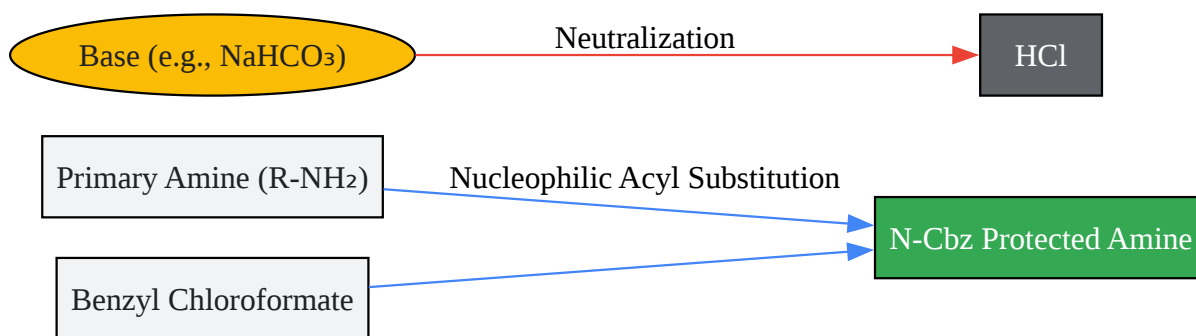 Base (e.g., NaHCO₃)
Neutralization
HCl
Primary Amine (R-NH₂)
Nucleophilic Acyl Substitution
N-Cbz Protected Amine
Benzyl Chloroformate